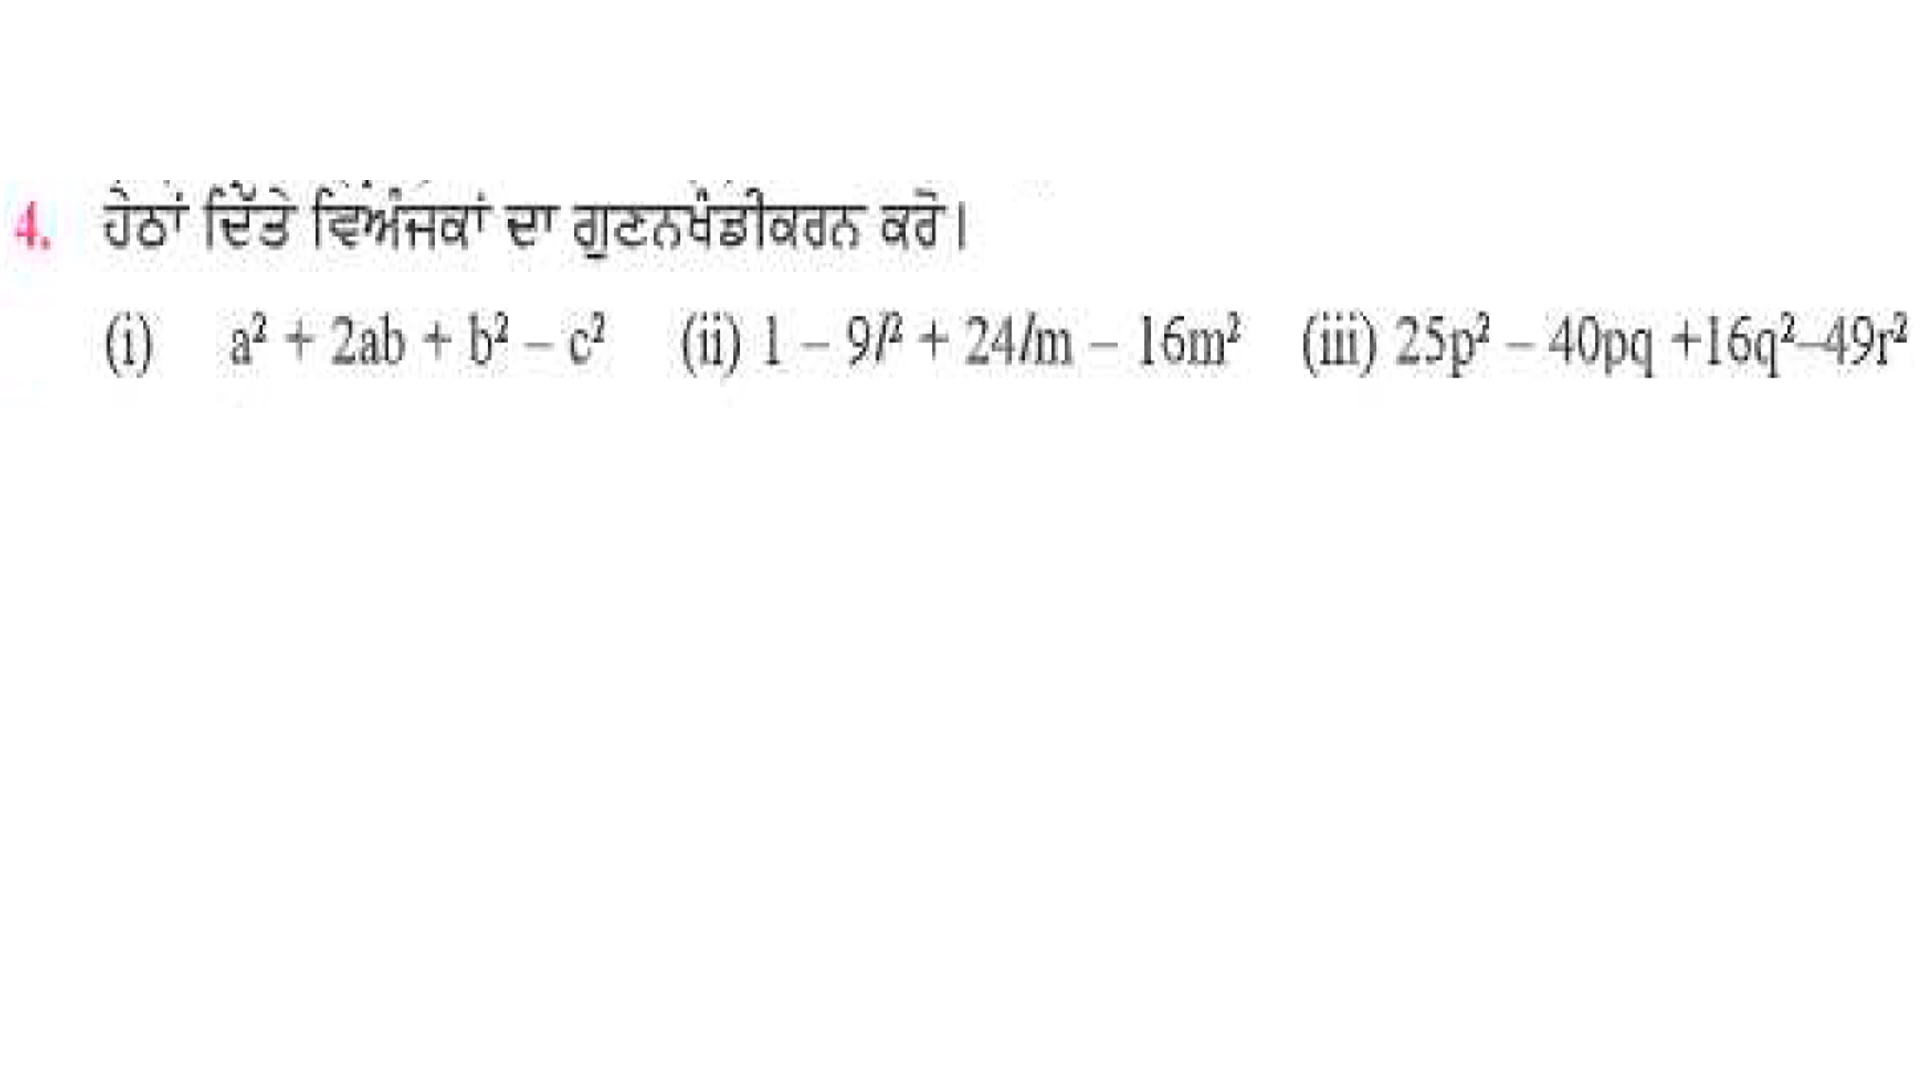 4. ਹੇਠਾਂ ਦਿੱਤੇ ਵਿਅੰਜਕਾਂ ਦਾ ਗੁਣਨਖੰਡੀਕਰਨ ਕਰੋ।
(i) a² + 2ab + b² – c² (ii) 1 – 9l² + 24lm – 16m² (iii) 25p² – 40pq +16q²–49r²